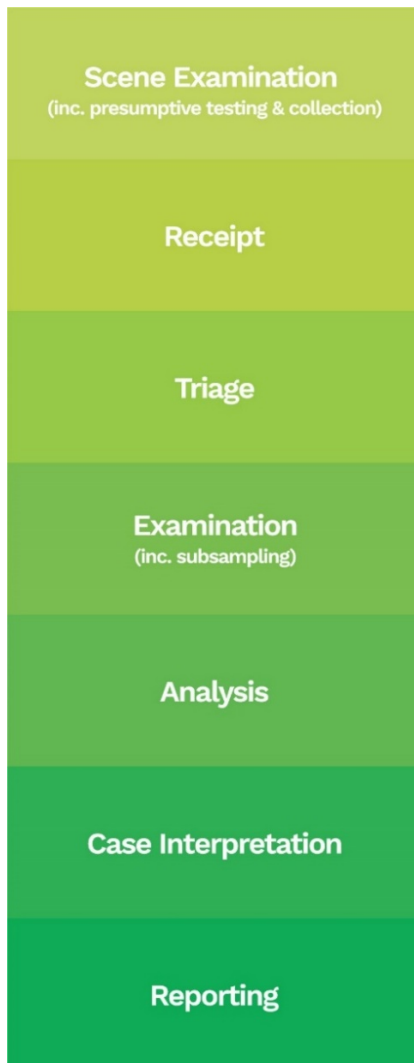 Scene Examination
(inc. presumptive testing & collection)
Receipt
Triage
Examination
(inc. subsampling)
Analysis
Case Interpretation
Reporting